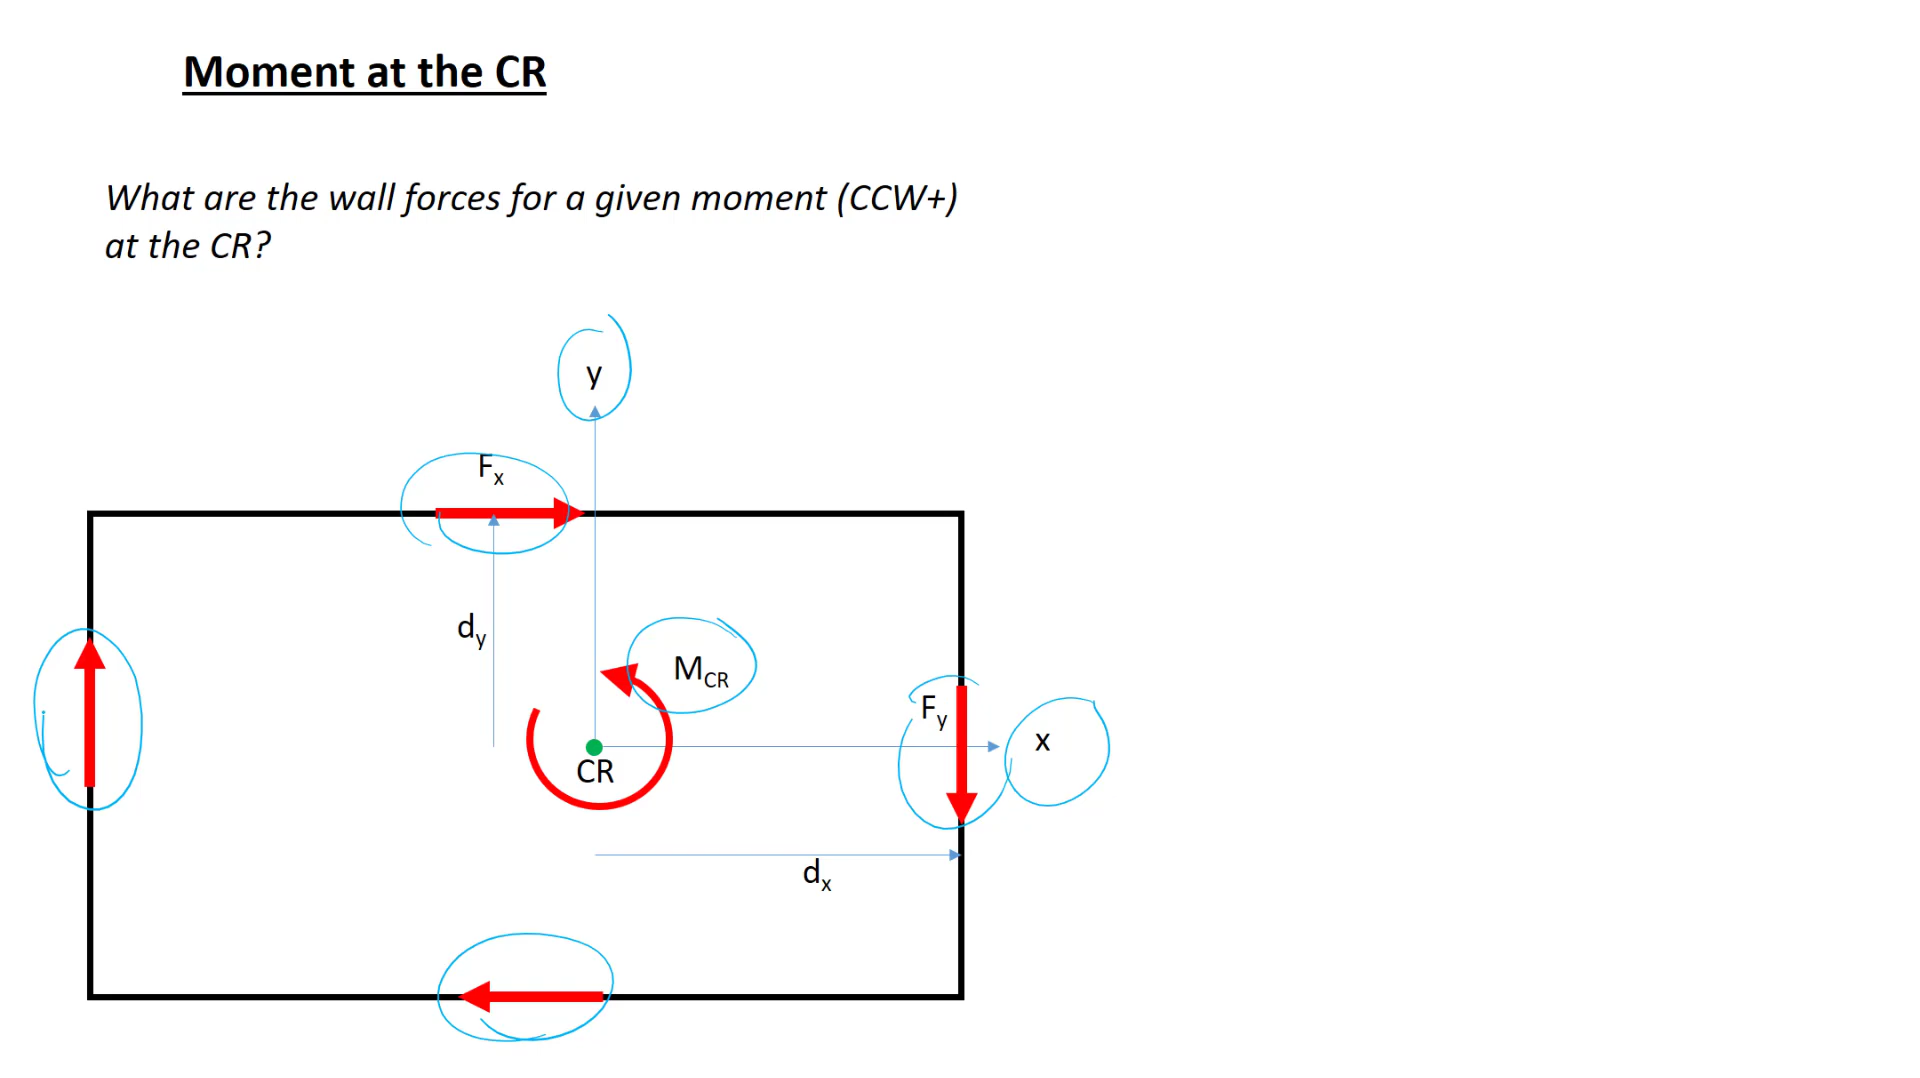 Moment at the CR
What are the wall forces for a given moment (CCW+)
at the CR?
y
Fx
dy
MCR
Fy
x
CR
dx